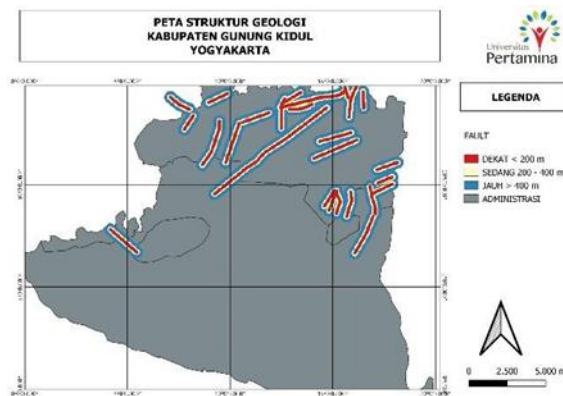 PETA STRUKTUR GEOLOGI
KABUPATEN GUNUNG KIDUL
YOGYAKARTA
Universitas
Pertamina
LEGENDA
FAULT
DEKAT < 200 m
SEDANG 200 - 400 m
JAUH > 400 m
ADMINISTRASI
0 2.500 5.000 m